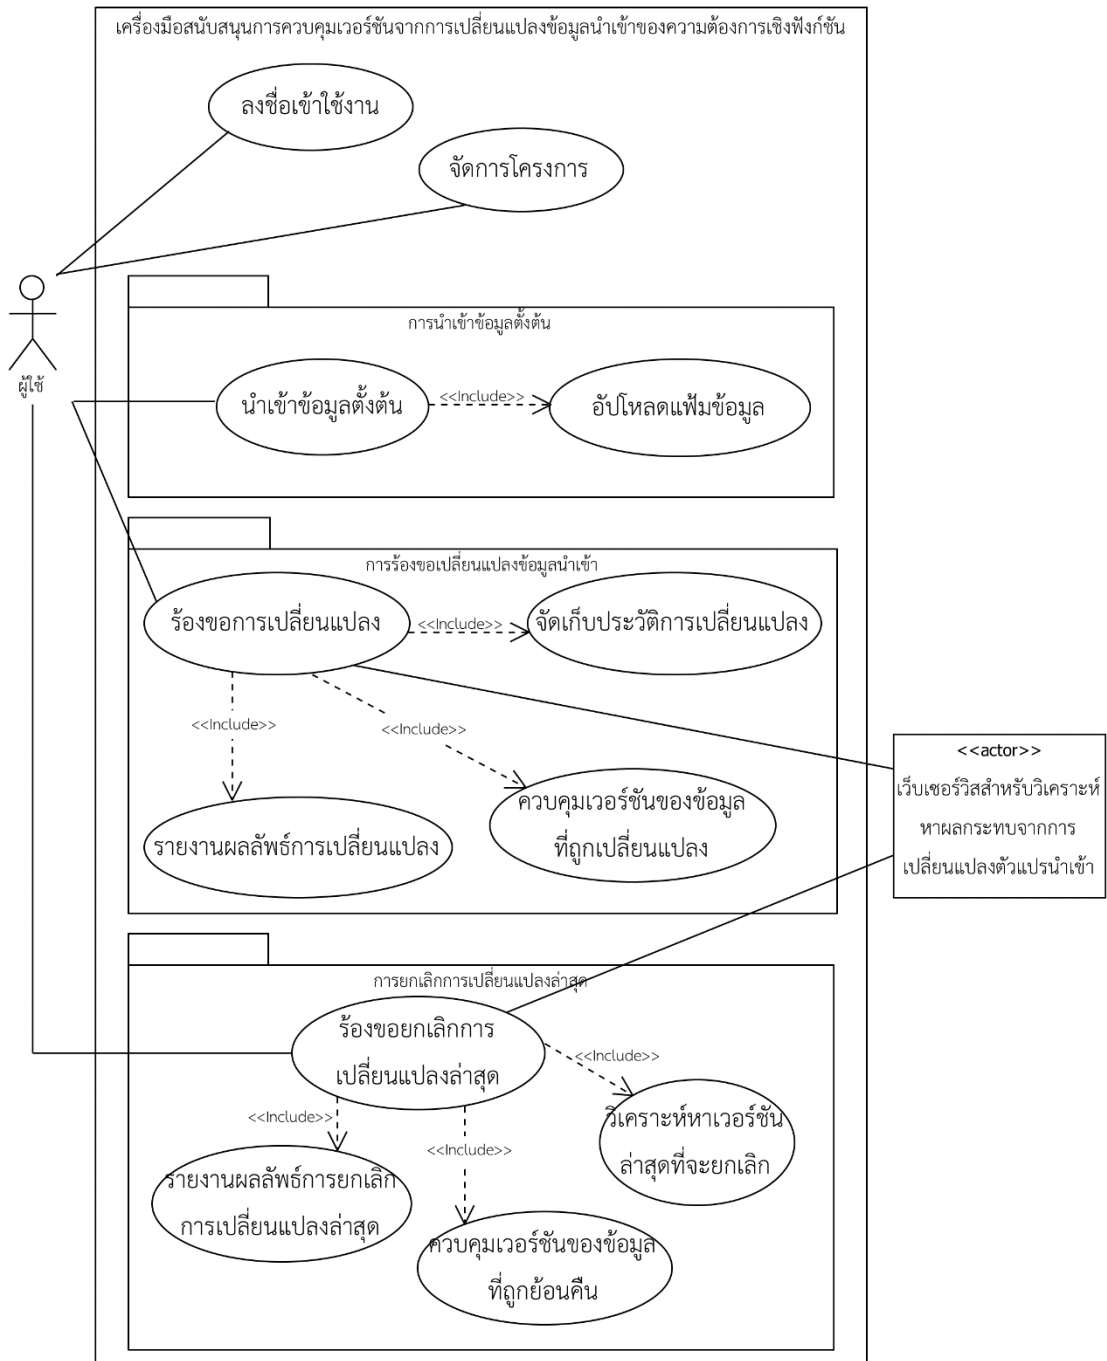 เครื่องมือสนับสนุนการควบคุมเวอร์ชันจากการเปลี่ยนแปลงข้อมูลนำเข้าของความต้องการเชิงฟังก์ชัน
ลงชื่อเข้าใช้งาน
จัดการโครงการ
ผู้ใช้
การนำเข้าข้อมูลตั้งต้น
นำเข้าข้อมูลตั้งต้น
<<Include>>
อัปโหลดแฟ้มข้อมูล
การร้องขอเปลี่ยนแปลงข้อมูลนำเข้า
ร้องขอการเปลี่ยนแปลง
<<Include>>
จัดเก็บประวัติการเปลี่ยนแปลง
<<Include>>
<<Include>>
รายงานผลลัพธ์การเปลี่ยนแปลง
ควบคุมเวอร์ชันของข้อมูล
ที่ถูกเปลี่ยนแปลง
<<actor>>
เว็บเซอร์วิสสำหรับวิเคราะห์
หาผลกระทบจากการ
เปลี่ยนแปลงตัวแปรนำเข้า
การยกเลิกการเปลี่ยนแปลงล่าสุด
ร้องขอยกเลิกการ
เปลี่ยนแปลงล่าสุด
<<Include>>
<<Include>>
<<Include>>
วิเคราะห์หาเวอร์ชัน
ล่าสุดที่จะยกเลิก
รายงานผลลัพธ์การยกเลิก
การเปลี่ยนแปลงล่าสุด
ควบคุมเวอร์ชันของข้อมูล
ที่ถูกย้อนคืน